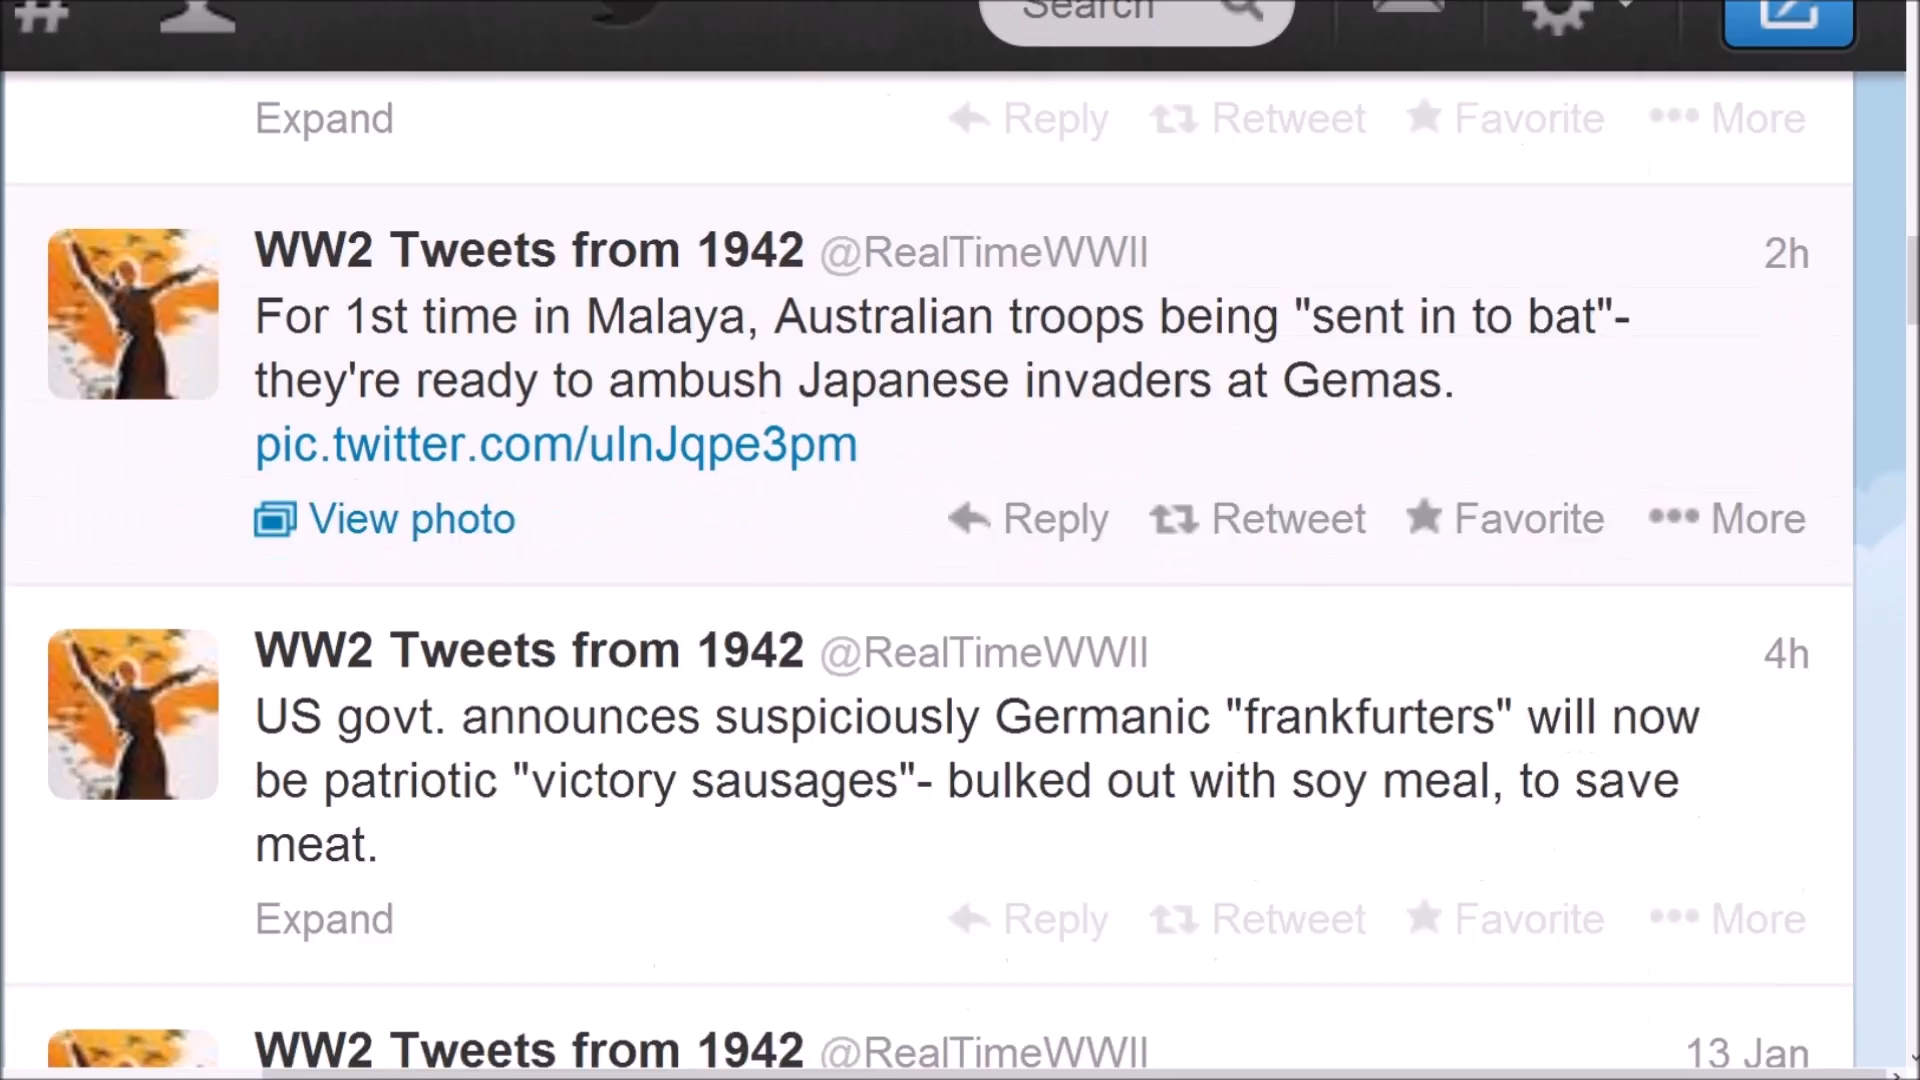 Search
Expand
Reply Retweet Favorite More
WW2 Tweets from 1942 @RealTimeWWII 2h
For 1st time in Malaya, Australian troops being "sent in to bat"-
they're ready to ambush Japanese invaders at Gemas.
pic.twitter.com/ulnJqpe3pm
View photo Reply Retweet Favorite More
WW2 Tweets from 1942 @RealTimeWWII 4h
US govt. announces suspiciously Germanic "frankfurters" will now
be patriotic "victory sausages"- bulked out with soy meal, to save
meat.
Expand Reply Retweet Favorite More
WW2 Tweets from 1942 @RealTimeWWII 13 Jan